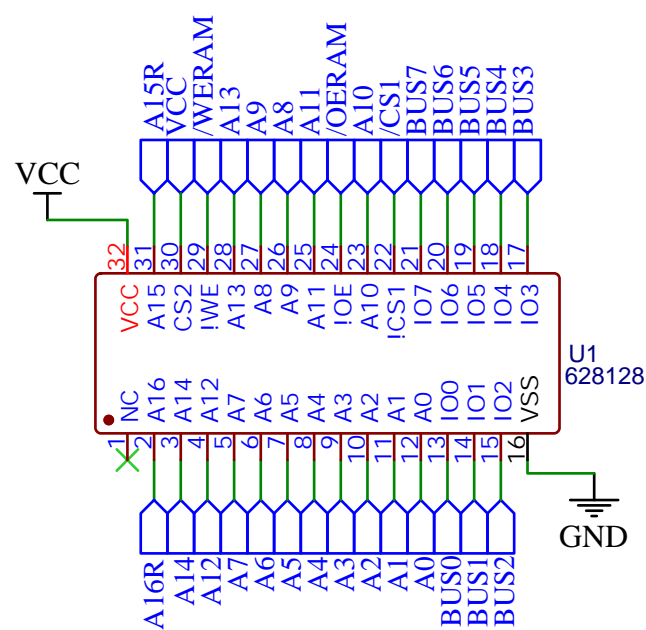 A15R
VCC
/WERAM
A13
A9
A8
A11
/OERAM
A10
/CS1
BUS7
BUS6
BUS5
BUS4
BUS3
VCC
32
31
30
29
28
27
26
25
24
23
22
21
20
19
18
17
VCC
A15
CS2
!WE
A13
A8
A9
A11
!OE
A10
!CS1
IO7
IO6
IO5
IO4
IO3
U1
628128
NC
A16
A14
A12
A7
A6
A5
A4
A3
A2
A1
A0
IO0
IO1
IO2
VSS
1
2
3
4
5
6
7
8
9
10
11
12
13
14
15
16
GND
A16R
A14
A12
A7
A6
A5
A4
A3
A2
A1
A0
BUS0
BUS1
BUS2